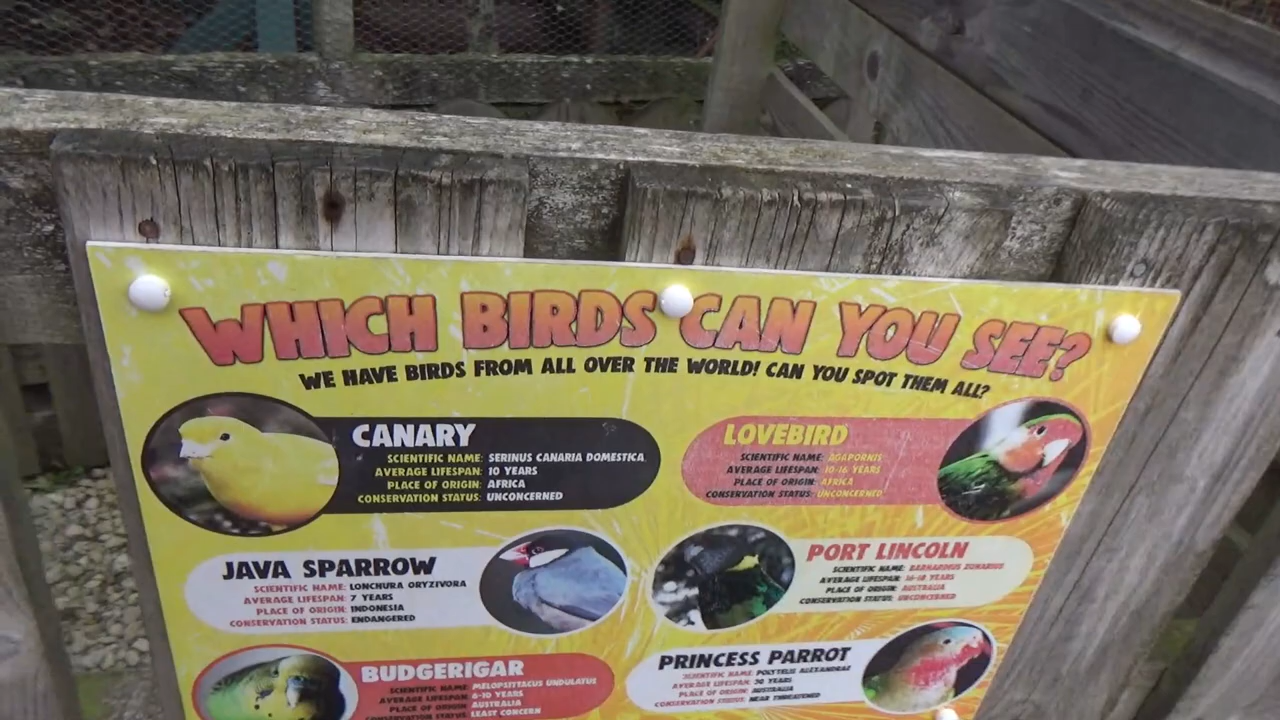 WHICH BIRDS CAN YOU SEE?
WE HAVE BIRDS FROM ALL OVER THE WORLD! CAN YOU SPOT THEM ALL?
CANARY
SCIENTIFIC NAME: SERINUS CANARIA DOMESTICA
AVERAGE LIFESPAN: 10 YEARS
PLACE OF ORIGIN: AFRICA
CONSERVATION STATUS: UNCONCERNED
LOVEBIRD
SCIENTIFIC NAME: AGAPORNIS
AVERAGE LIFESPAN: 10-16 YEARS
PLACE OF ORIGIN: AFRICA
CONSERVATION STATUS: UNCONCERNED
JAVA SPARROW
SCIENTIFIC NAME: LONCHURA ORYZIVORA
AVERAGE LIFESPAN: 7 YEARS
PLACE OF ORIGIN: INDONESIA
CONSERVATION STATUS: ENDANGERED
PORT LINCOLN
SCIENTIFIC NAME: BARNARDIUS ZONARIUS
AVERAGE LIFESPAN: 16-18 YEARS
PLACE OF ORIGIN: AUSTRALIA
CONSERVATION STATUS: UNCONCERNED
BUDGERIGAR
SCIENTIFIC NAME: MELOPSITTACUS UNDULATUS
AVERAGE LIFESPAN: 6-10 YEARS
PLACE OF ORIGIN: AUSTRALIA
CONSERVATION STATUS: LEAST CONCERN
PRINCESS PARROT
SCIENTIFIC NAME: POLYTELIS ALEXANDRAE
AVERAGE LIFESPAN: 30 YEARS
PLACE OF ORIGIN: AUSTRALIA
CONSERVATION STATUS: NEAR THREATENED